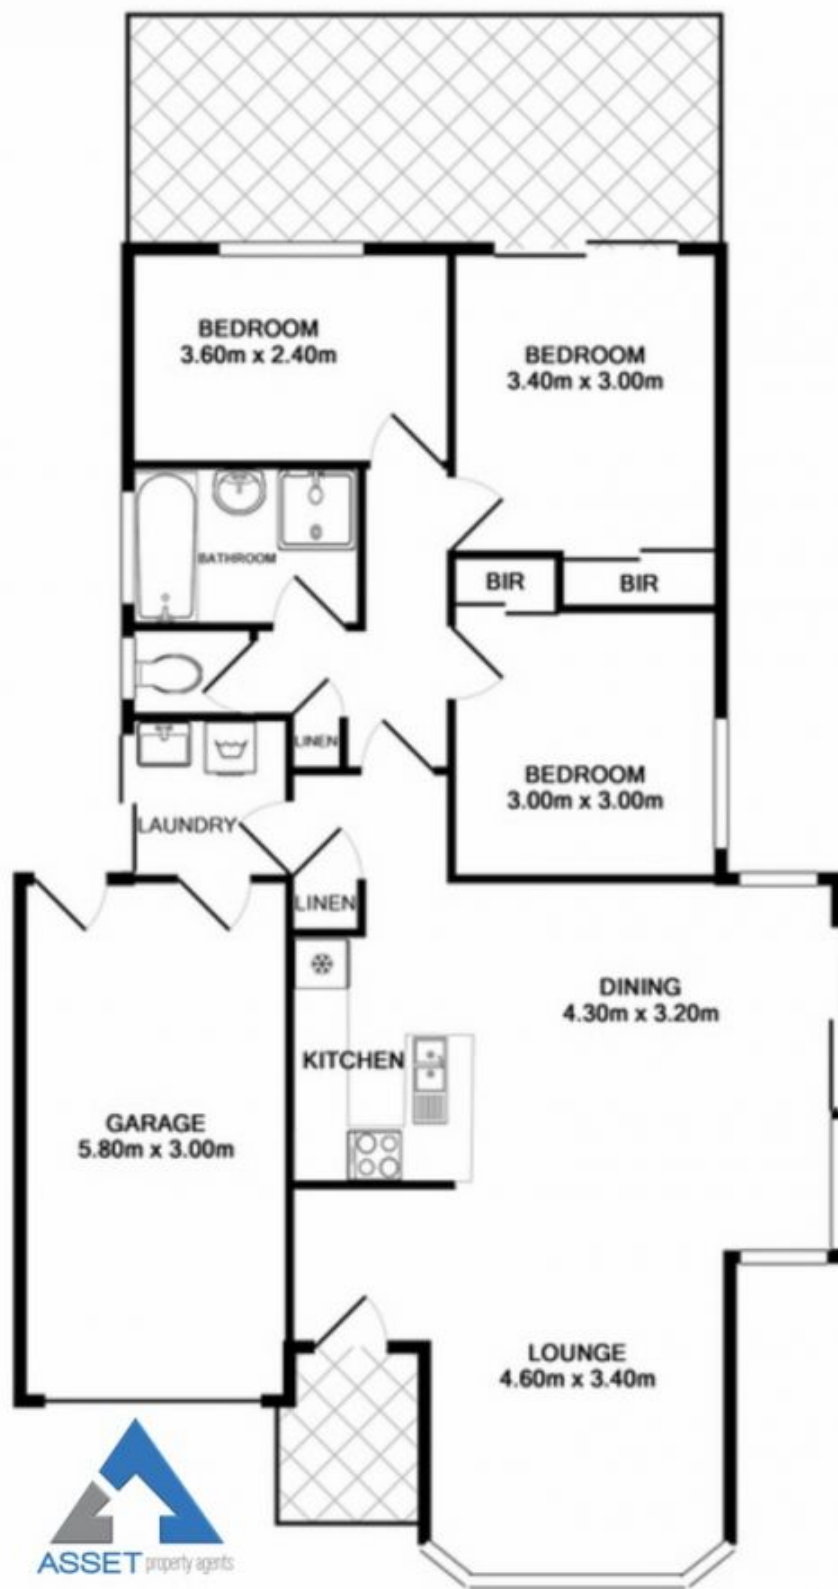 BEDROOM
3.60m x 2.40m
BEDROOM
3.40m x 3.00m
BATHROOM
BIR
BIR
LINEN
BEDROOM
3.00m x 3.00m
LAUNDRY
LINEN
DINING
4.30m x 3.20m
KITCHEN
GARAGE
5.80m x 3.00m
LOUNGE
4.60m x 3.40m
ASSET property agents